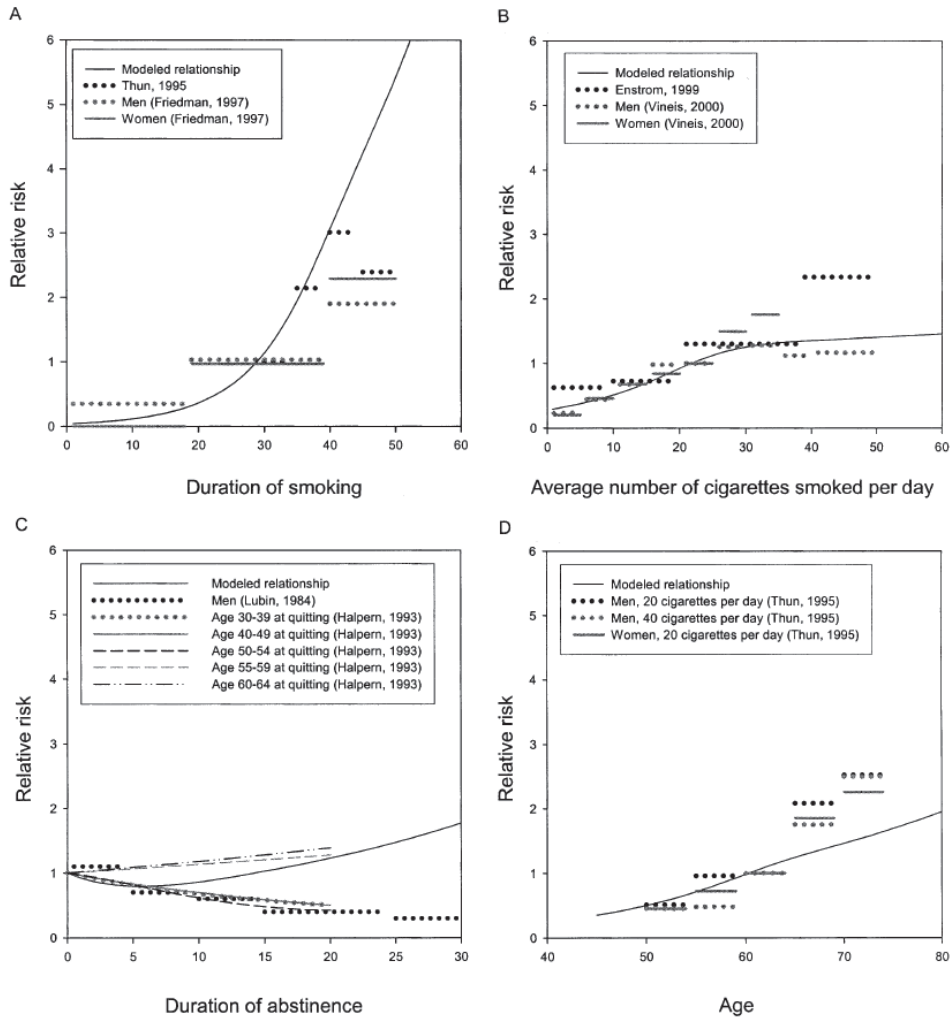 A
Relative risk
6
5
4
3
2
1
0
Modeled relationship
Thun, 1995
Men (Friedman, 1997)
Women (Friedman, 1997)
0 10 20 30 40 50 60
Duration of smoking
B
Relative risk
6
5
4
3
2
1
0
Modeled relationship
Enstrom, 1999
Men (Vineis, 2000)
Women (Vineis, 2000)
0 10 20 30 40 50 60
Average number of cigarettes smoked per day
C
Relative risk
6
5
4
3
2
1
0
Modeled relationship
Men (Lubin, 1984)
Age 30-39 at quitting (Halpern, 1993)
Age 40-49 at quitting (Halpern, 1993)
Age 50-54 at quitting (Halpern, 1993)
Age 55-59 at quitting (Halpern, 1993)
Age 60-64 at quitting (Halpern, 1993)
0 5 10 15 20 25 30
Duration of abstinence
D
Relative risk
6
5
4
3
2
1
0
Modeled relationship
Men, 20 cigarettes per day (Thun, 1995)
Men, 40 cigarettes per day (Thun, 1995)
Women, 20 cigarettes per day (Thun, 1995)
40 50 60 70 80
Age